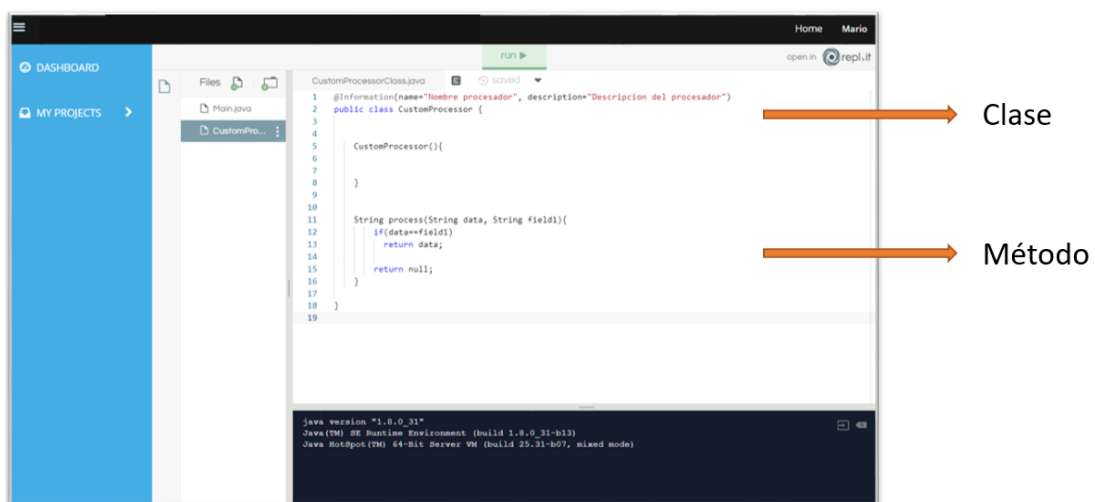 Home Mario
run
open in repl.it
DASHBOARD
MY PROJECTS
Files
Main.java
CustomPro...
CustomProcessorClass.java saved
1 @Information(name="Nombre procesador", description="Descripcion del procesador")
2 public class CustomProcessor {
3
4
5 CustomProcessor(){
6
7
8 }
9
10
11 String process(String data, String field1){
12 if(data==field1)
13 return data;
14
15 return null;
16 }
17
18 }
19
java version "1.8.0_31"
Java(TM) SE Runtime Environment (build 1.8.0_31-b13)
Java HotSpot(TM) 64-Bit Server VM (build 25.31-b07, mixed mode)
Clase
Método